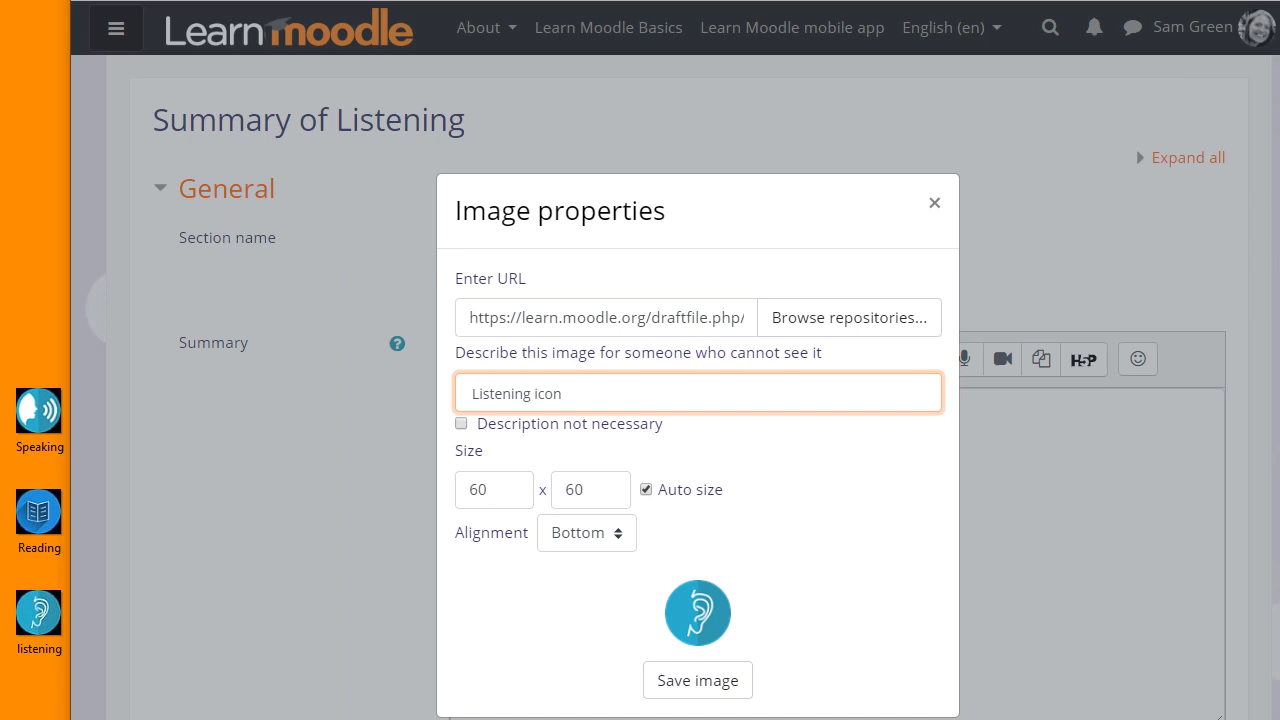 Learn moodle About Learn Moodle Basics Learn Moodle mobile app English (en) Sam Green
Summary of Listening
Expand all
General
Section name
Summary
Image properties
×
Enter URL
https://learn.moodle.org/draftfile.php/ Browse repositories...
Describe this image for someone who cannot see it
Listening icon
Description not necessary
Size
60 x 60 Auto size
Alignment Bottom
Save image
H5P
Speaking
Reading
listening